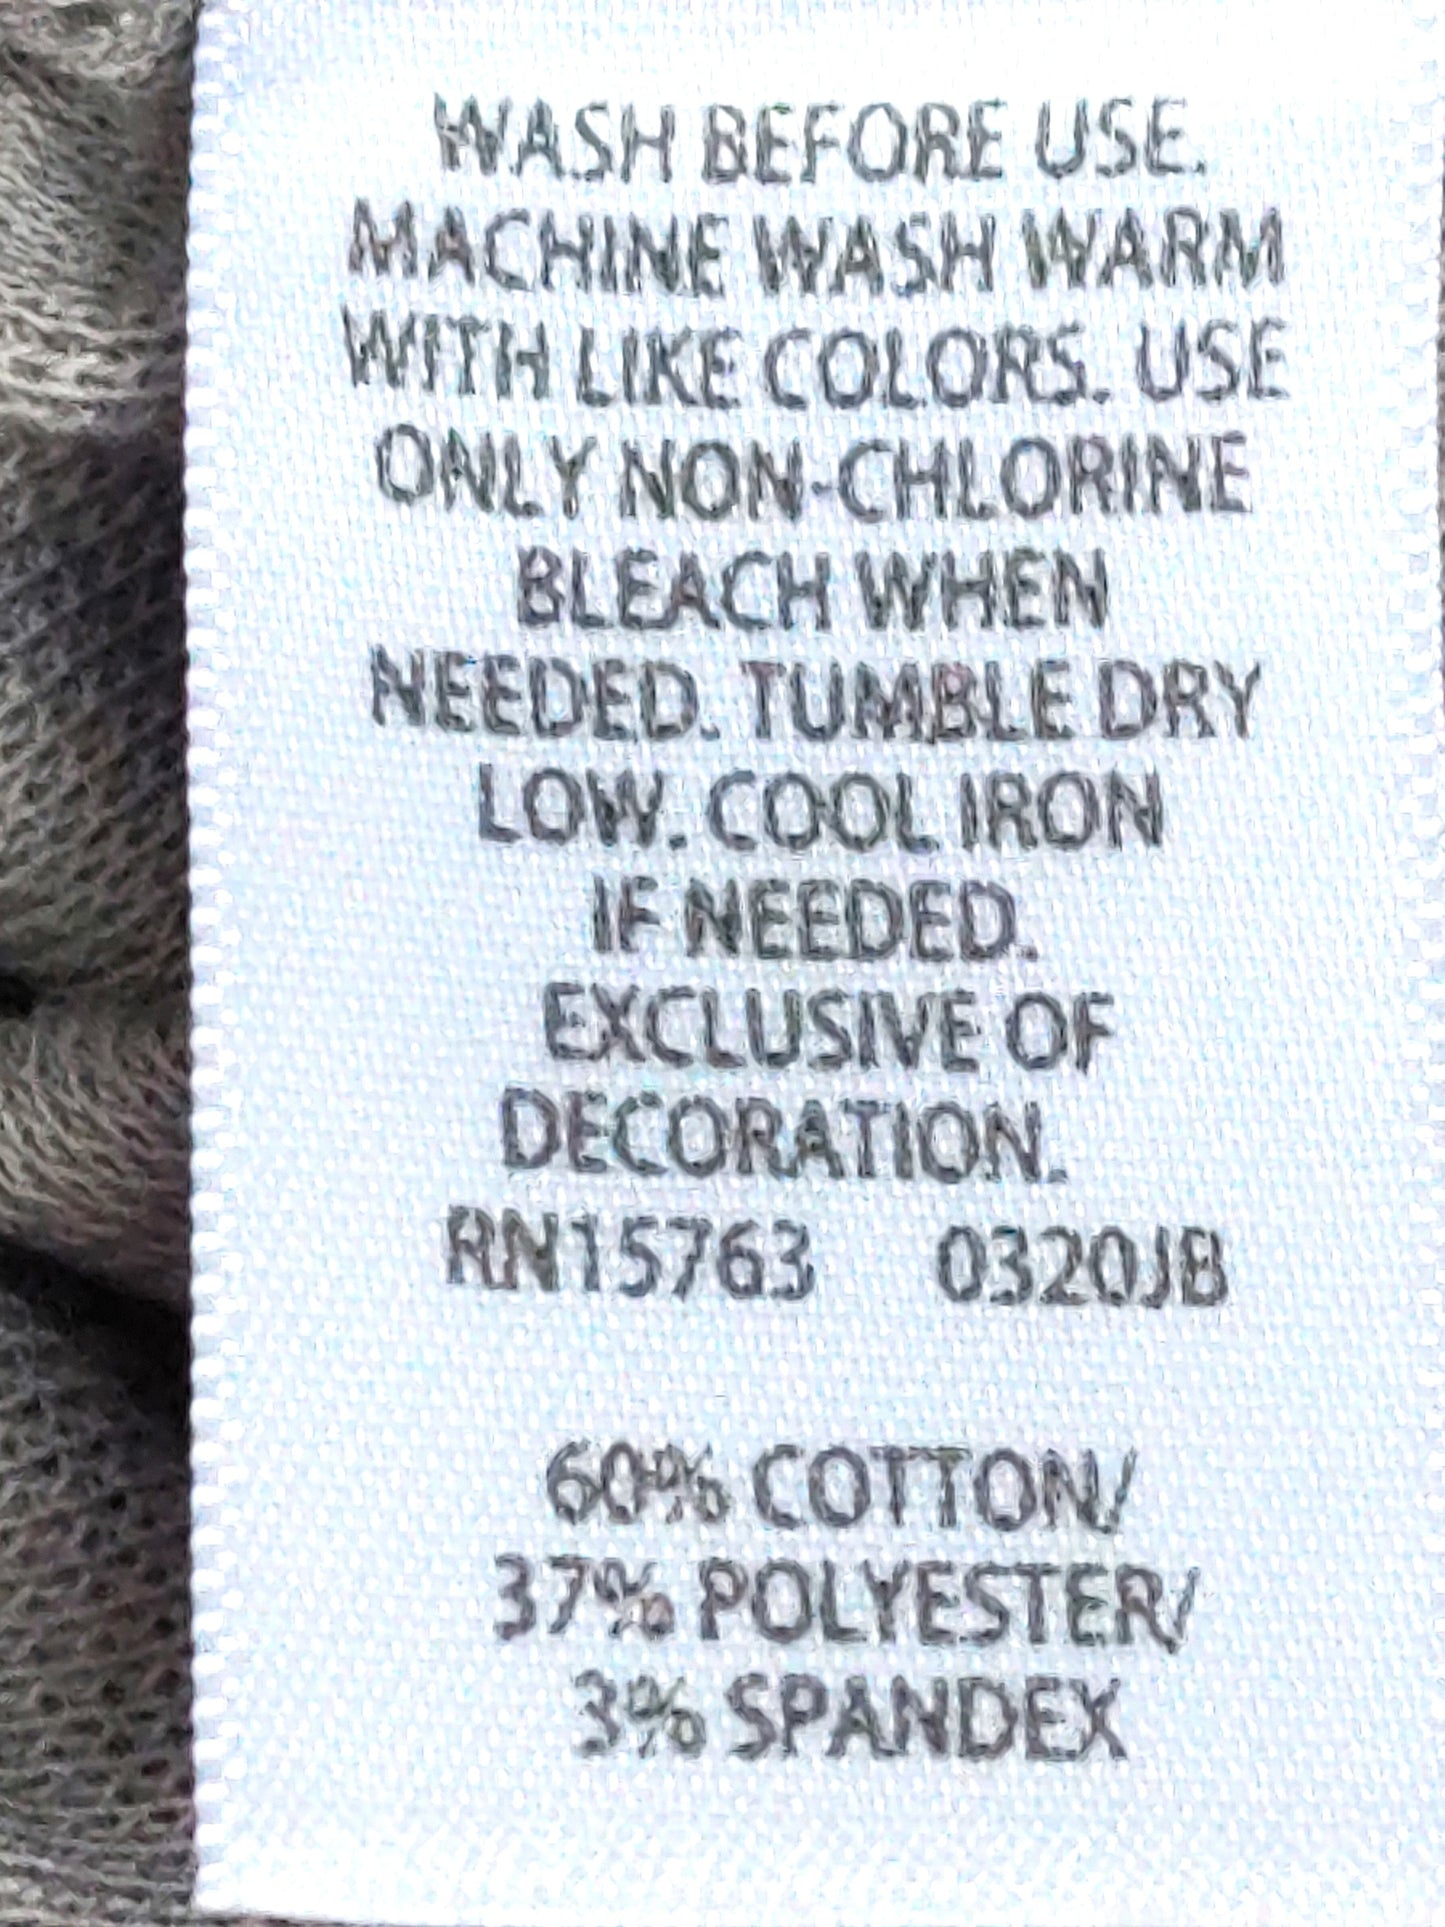 WASH BEFORE USE.
MACHINE WASH WARM
WITH LIKE COLORS. USE
ONLY NON-CHLORINE
BLEACH WHEN
NEEDED. TUMBLE DRY
LOW. COOL IRON
IF NEEDED.
EXCLUSIVE OF
DECORATION.
RN15763 0320JB
60% COTTON/
37% POLYESTER/
3% SPANDEX